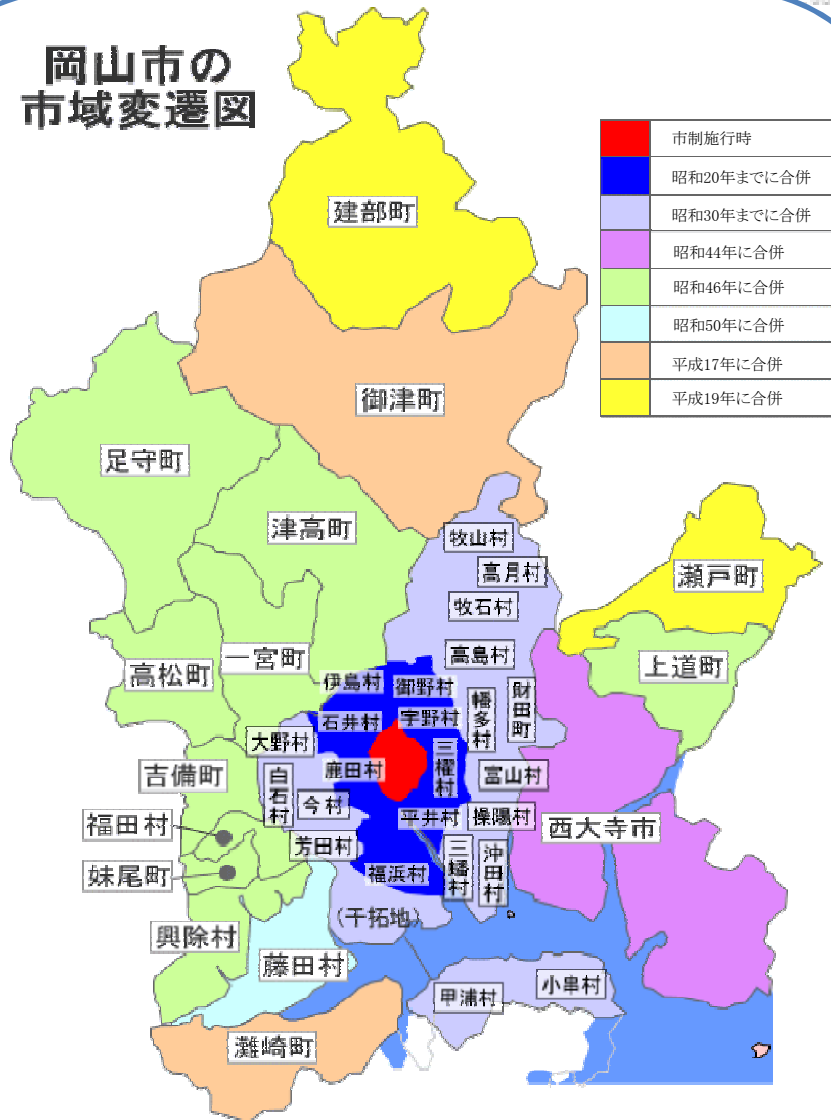 岡山市の
市域変遷図
市制施行時
昭和20年までに合併
昭和30年までに合併
昭和44年に合併
昭和46年に合併
昭和50年に合併
平成17年に合併
平成19年に合併
建部町
御津町
足守町
津高町
牧山村
高月村
瀬戸町
牧石村
高島村
上道町
一宮町
高松町
伊島村
御野村
財田町
幡多村
石井村
宇野村
大野村
三櫂村
鹿田村
吉備町
富山村
白石村
今村
平井村
操陽村
西大寺市
福田村
芳田村
三蟠村
沖田村
妹尾町
福浜村
(干拓地)
興除村
藤田村
小串村
甲浦村
灘崎町